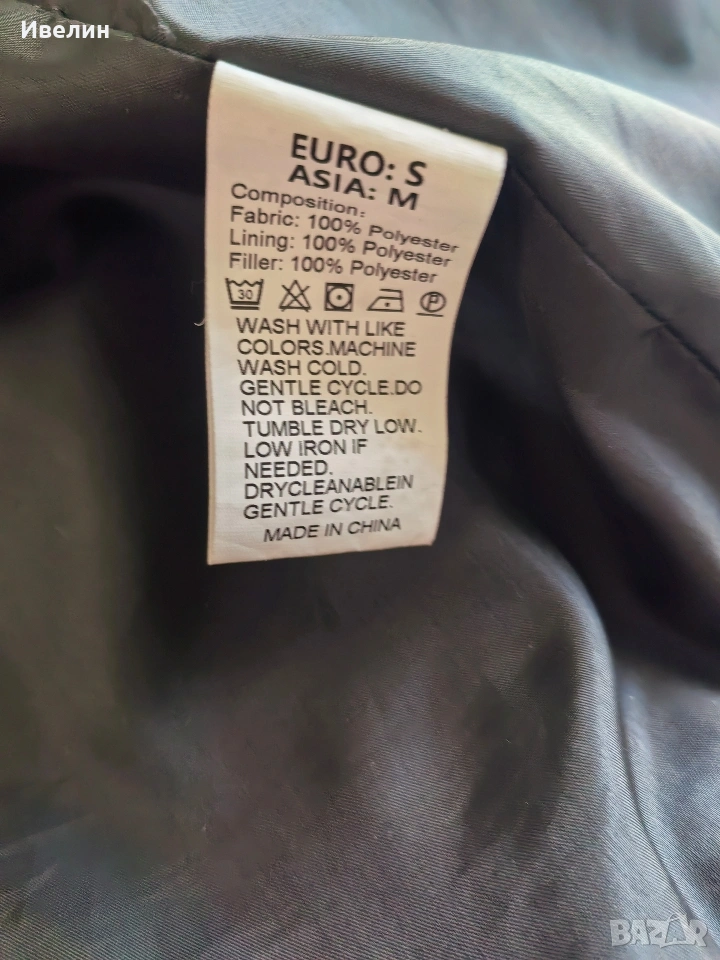 Ивелин
EURO: S
ASIA: M
Composition:
Fabric: 100% Polyester
Lining: 100% Polyester
Filler: 100% Polyester
30
P
WASH WITH LIKE
COLORS.MACHINE
WASH COLD.
GENTLE CYCLE.DO
NOT BLEACH.
TUMBLE DRY LOW.
LOW IRON IF
NEEDED.
DRYCLEANABLEIN
GENTLE CYCLE.
MADE IN CHINA
BAZAR